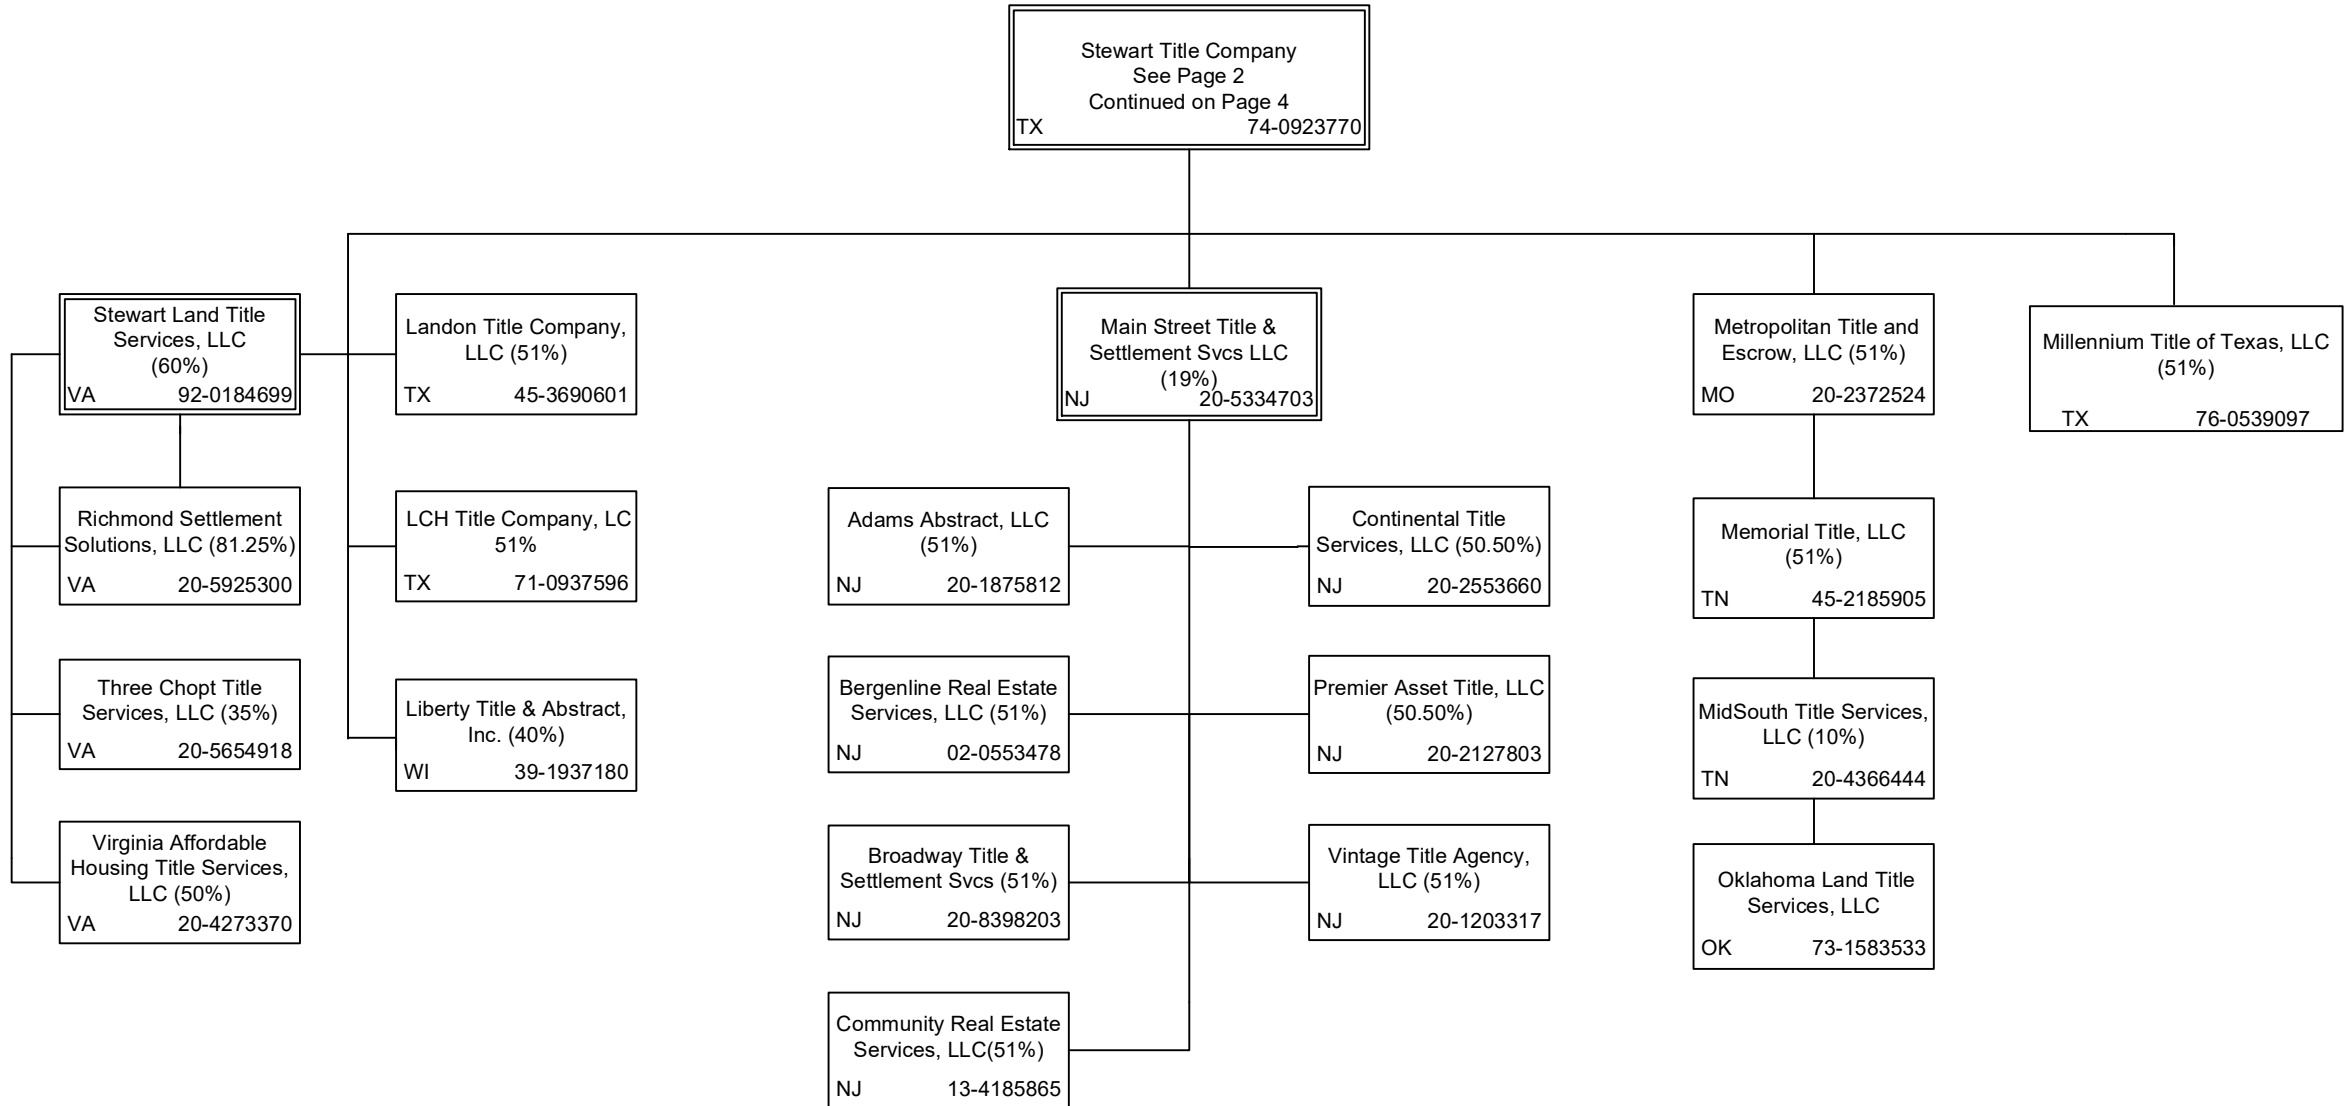 Stewart Title Company
See Page 2
Continued on Page 4
TX 74-0923770
Stewart Land Title
Services, LLC
(60%)
VA 92-0184699
Landon Title Company,
LLC (51%)
TX 45-3690601
Main Street Title &
Settlement Svcs LLC
(19%)
NJ 20-5334703
Metropolitan Title and
Escrow, LLC (51%)
MO 20-2372524
Millennium Title of Texas, LLC
(51%)
TX 76-0539097
Richmond Settlement
Solutions, LLC (81.25%)
VA 20-5925300
LCH Title Company, LC
51%
TX 71-0937596
Adams Abstract, LLC
(51%)
NJ 20-1875812
Continental Title
Services, LLC (50.50%)
NJ 20-2553660
Memorial Title, LLC
(51%)
TN 45-2185905
Three Chopt Title
Services, LLC (35%)
VA 20-5654918
Liberty Title & Abstract,
Inc. (40%)
WI 39-1937180
Bergenline Real Estate
Services, LLC (51%)
NJ 02-0553478
Premier Asset Title, LLC
(50.50%)
NJ 20-2127803
MidSouth Title Services,
LLC (10%)
TN 20-4366444
Virginia Affordable
Housing Title Services,
LLC (50%)
VA 20-4273370
Broadway Title &
Settlement Svcs (51%)
NJ 20-8398203
Vintage Title Agency,
LLC (51%)
NJ 20-1203317
Oklahoma Land Title
Services, LLC
OK 73-1583533
Community Real Estate
Services, LLC(51%)
NJ 13-4185865